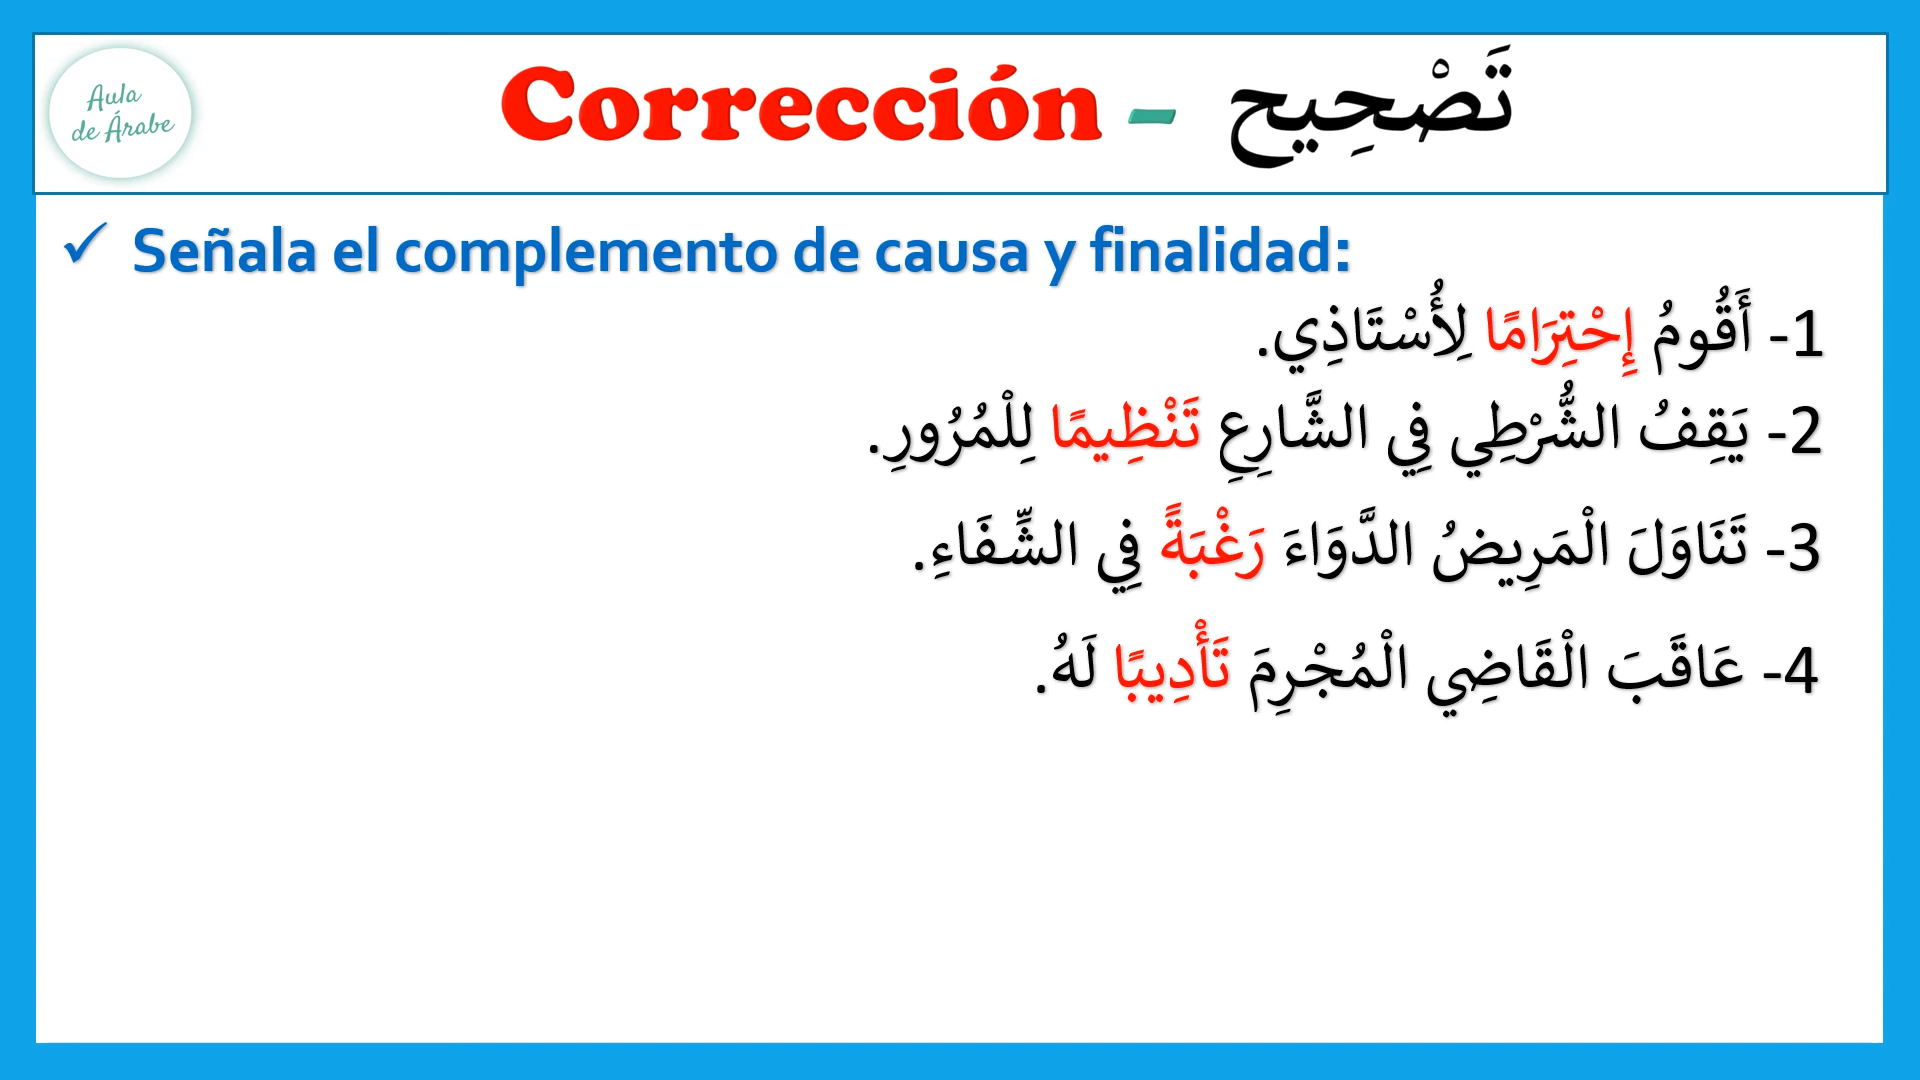 Aula
de Árabe
Corrección - تَصْحِيح
✓ Señala el complemento de causa y finalidad:
1- أَقُومُ إِحْتِرَامًا لِأُسْتَاذِي.
2- يَقِفُ الشُّرْطِي فِي الشَّارِعِ تَنْظِيمًا لِلْمُرُورِ.
3- تَنَاوَلَ الْمَرِيضُ الدَّوَاءَ رَغْبَةً فِي الشِّفَاءِ.
4- عَاقَبَ الْقَاضِي الْمُجْرِمَ تَأْدِيبًا لَهُ.